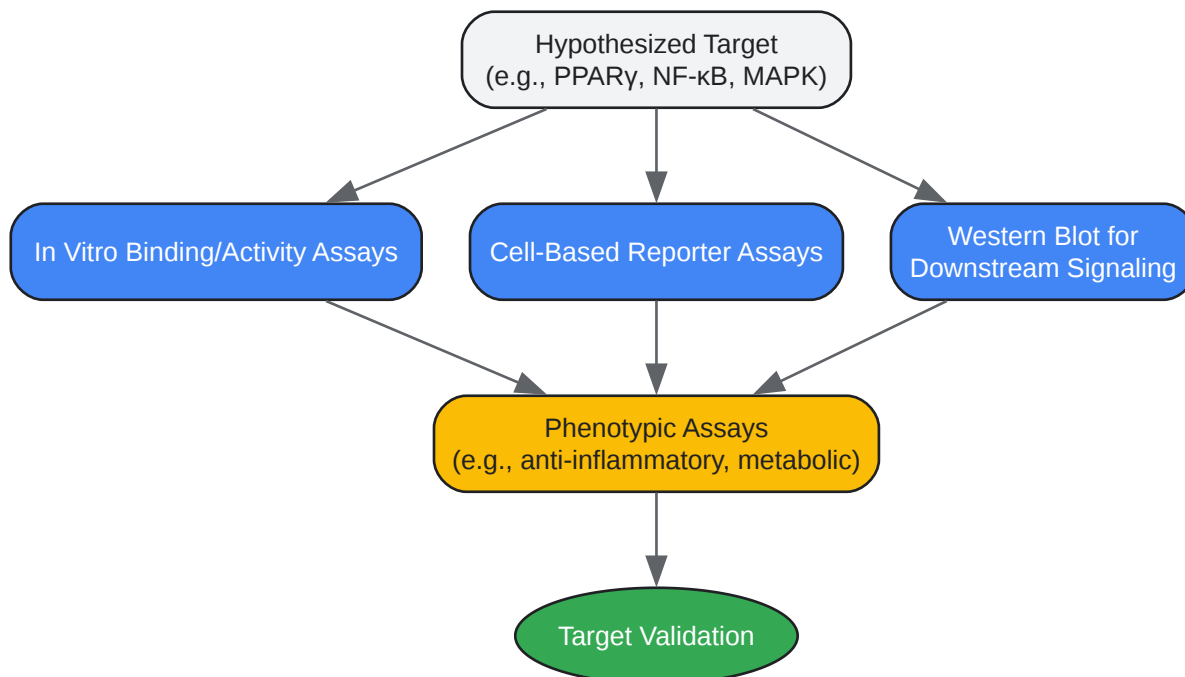 Hypothesized Target
(e.g., PPARγ, NF-κB, MAPK)
In Vitro Binding/Activity Assays
Cell-Based Reporter Assays
Western Blot for
Downstream Signaling
Phenotypic Assays
(e.g., anti-inflammatory, metabolic)
Target Validation